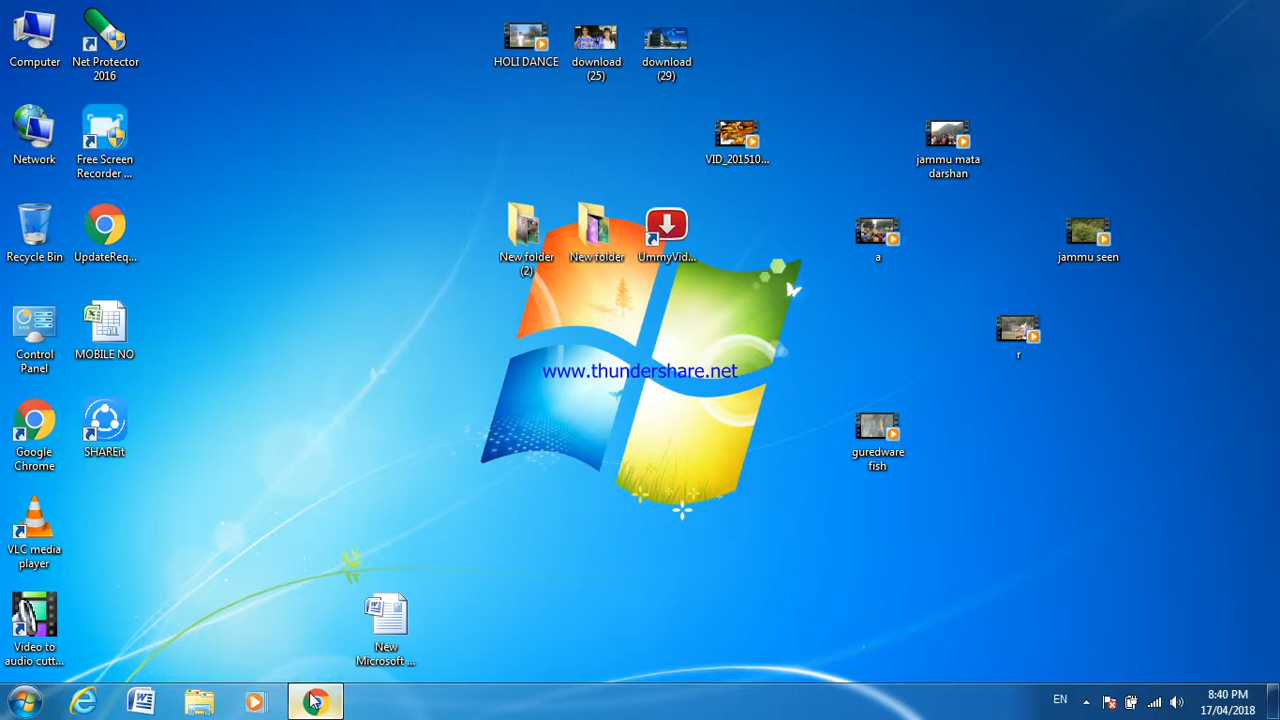 Computer
Net Protector
2016
HOLI DANCE
download
(25)
download
(29)
Network
Free Screen
Recorder ...
VID_201510...
jammu mata
darshan
Recycle Bin
UpdateReq...
New folder
(2)
New folder
UmmyVid...
a
jammu seen
Control
Panel
MOBILE NO
r
www.thundershare.net
Google
Chrome
SHAREit
guredware
fish
VLC media
player
Video to
audio cutt...
New
Microsoft ...
EN
8:40 PM
17/04/2018